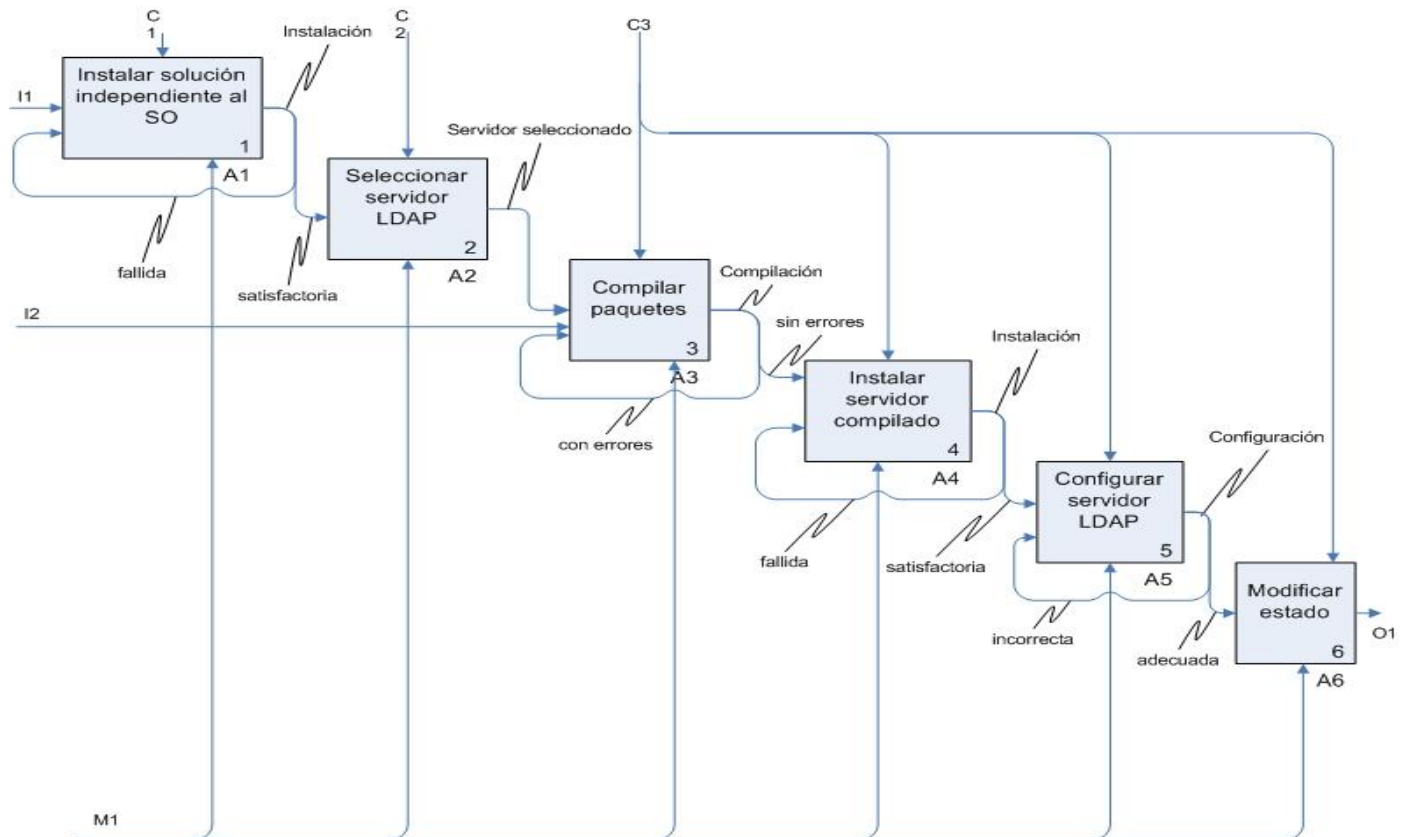 C
1
Instalación
C
2
C3
Instalar solución
independiente al
SO
1
I1
A1
Servidor seleccionado
Seleccionar
servidor
LDAP
2
A2
fallida
satisfactoria
I2
Compilar
paquetes
3
A3
Compilación
sin errores
con errores
Instalar
servidor
compilado
4
A4
Instalación
fallida
satisfactoria
Configurar
servidor
LDAP
5
A5
Configuración
incorrecta
adecuada
Modificar
estado
6
A6
O1
M1